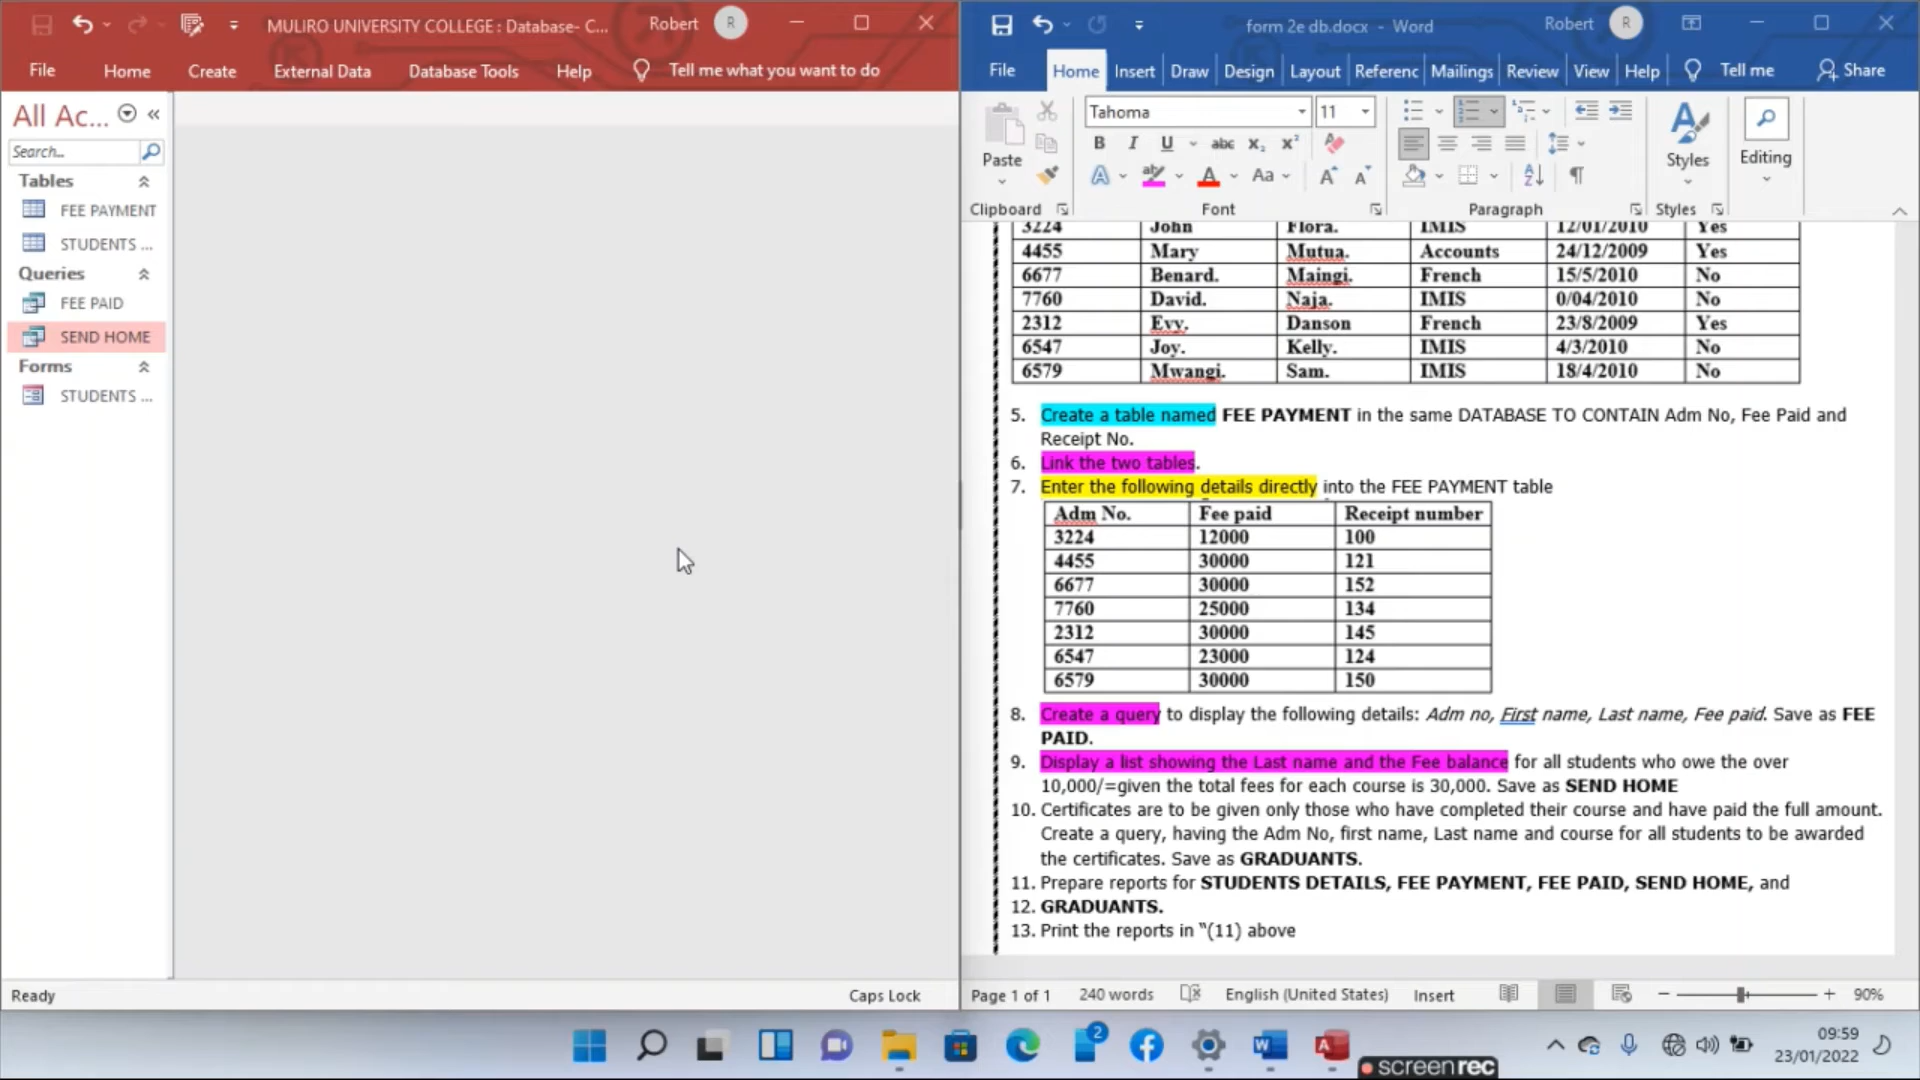 MULIRO UNIVERSITY COLLEGE : Database- C...
Robert
R
File
Home
Create
External Data
Database Tools
Help
Tell me what you want to do
All Ac...
Search...
Tables
FEE PAYMENT
STUDENTS ...
Queries
FEE PAID
SEND HOME
Forms
STUDENTS ...
Ready
Caps Lock
form 2e db.docx - Word
Robert
R
File
Home
Insert
Draw
Design
Layout
Referenc
Mailings
Review
View
Help
Tell me
Share
Paste
Clipboard
Tahoma
11
B I U abc x₂ x²
A ab A Aa A A
Font
Paragraph
Styles
Styles
Editing
3224 John Flora. IMIS 12/01/2010 Yes
4455 Mary Mutua. Accounts 24/12/2009 Yes
6677 Benard. Maingi. French 15/5/2010 No
7760 David. Naja. IMIS 0/04/2010 No
2312 Evy. Danson French 23/8/2009 Yes
6547 Joy. Kelly. IMIS 4/3/2010 No
6579 Mwangi. Sam. IMIS 18/4/2010 No
5. Create a table named FEE PAYMENT in the same DATABASE TO CONTAIN Adm No, Fee Paid and
Receipt No.
6. Link the two tables.
7. Enter the following details directly into the FEE PAYMENT table
Adm No. Fee paid Receipt number
3224 12000 100
4455 30000 121
6677 30000 152
7760 25000 134
2312 30000 145
6547 23000 124
6579 30000 150
8. Create a query to display the following details: Adm no, First name, Last name, Fee paid. Save as FEE
PAID.
9. Display a list showing the Last name and the Fee balance for all students who owe the over
10,000/=given the total fees for each course is 30,000. Save as SEND HOME
10. Certificates are to be given only those who have completed their course and have paid the full amount.
Create a query, having the Adm No, first name, Last name and course for all students to be awarded
the certificates. Save as GRADUANTS.
11. Prepare reports for STUDENTS DETAILS, FEE PAYMENT, FEE PAID, SEND HOME, and
12. GRADUANTS.
13. Print the reports in "(11) above
Page 1 of 1
240 words
English (United States)
Insert
90%
2
09:59
23/01/2022
screenrec